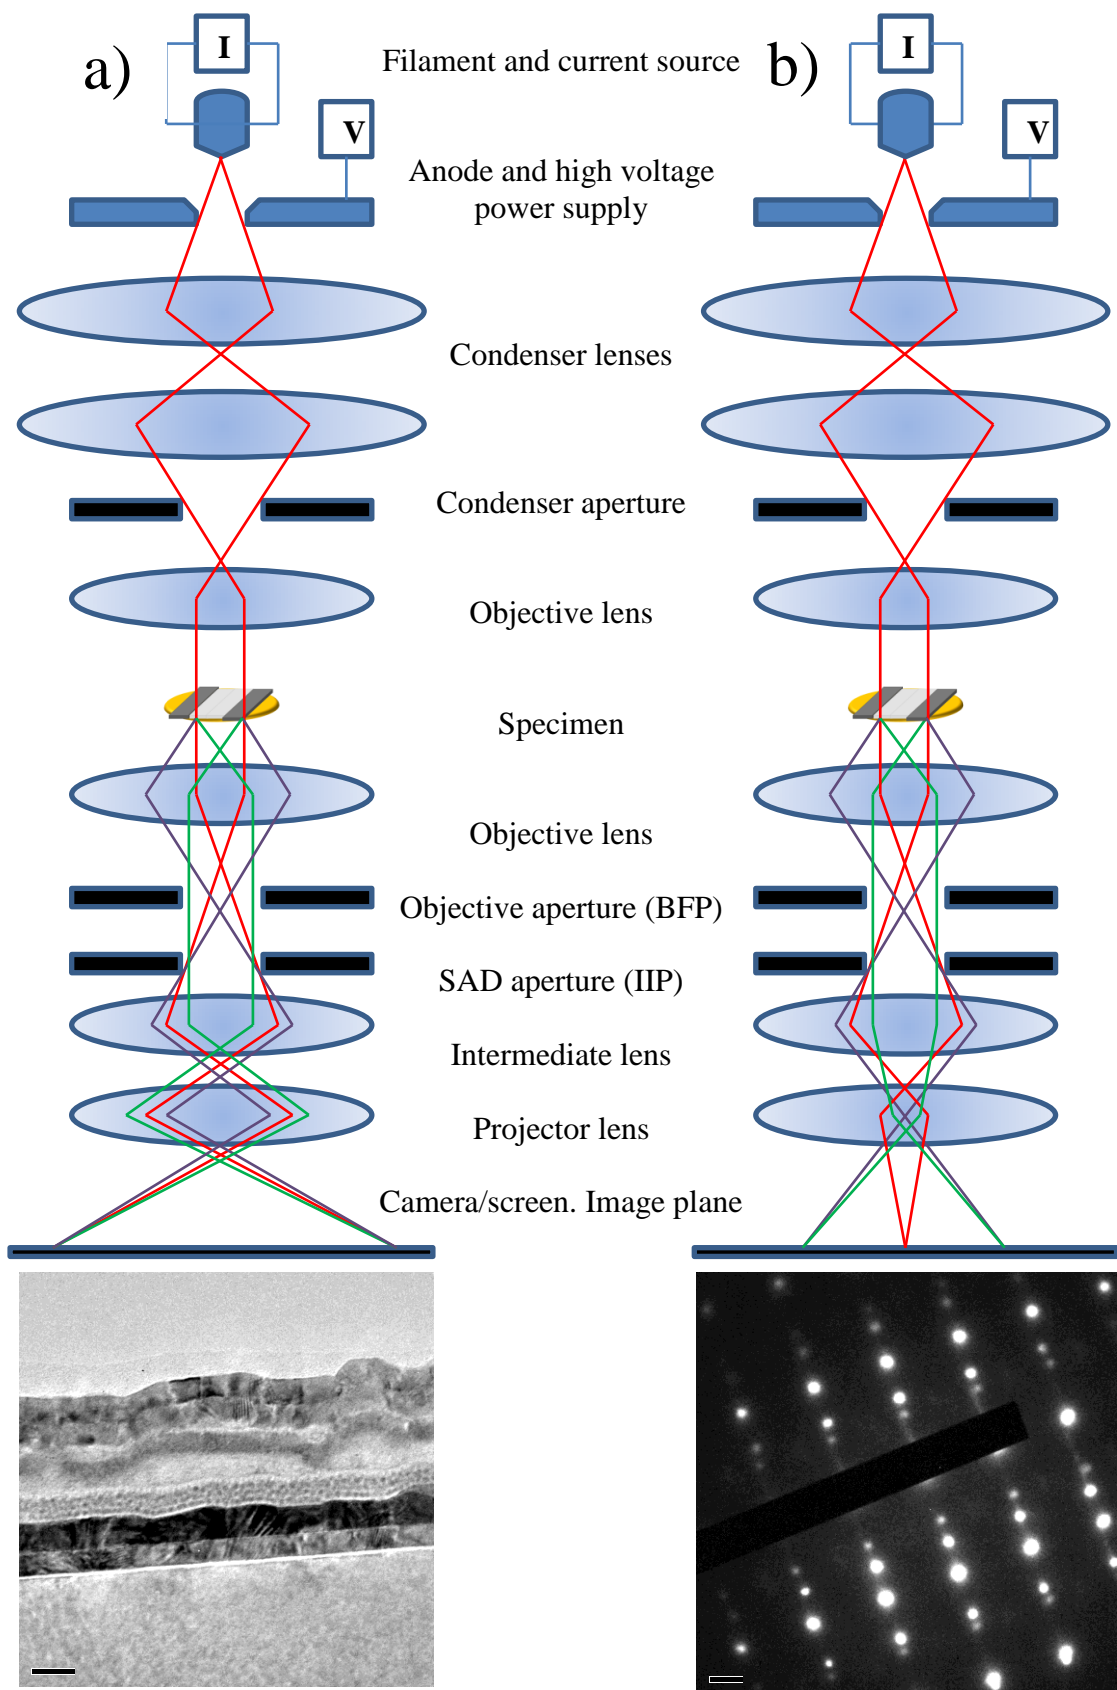 a)
I
Filament and current source
b)
I
V
V
Anode and high voltage
power supply
Condenser lenses
Condenser aperture
Objective lens
Specimen
Objective lens
Objective aperture (BFP)
SAD aperture (IIP)
Intermediate lens
Projector lens
Camera/screen. Image plane